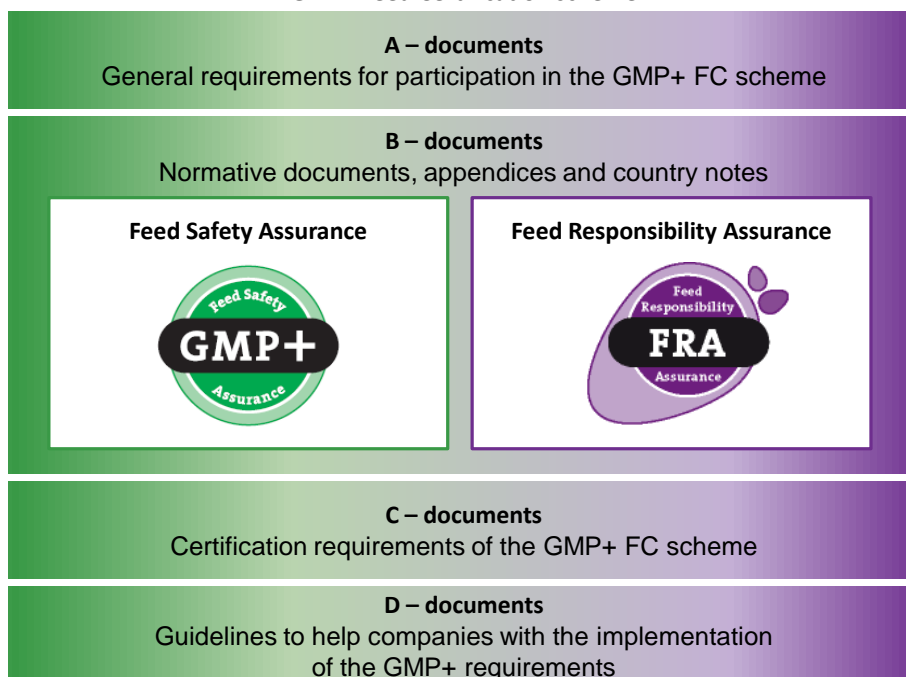 A – documents
General requirements for participation in the GMP+ FC scheme
B – documents
Normative documents, appendices and country notes
Feed Safety Assurance
Feed Safety
GMP+
Assurance
Feed Responsibility Assurance
Feed
Responsibility
FRA
Assurance
C – documents
Certification requirements of the GMP+ FC scheme
D – documents
Guidelines to help companies with the implementation
of the GMP+ requirements